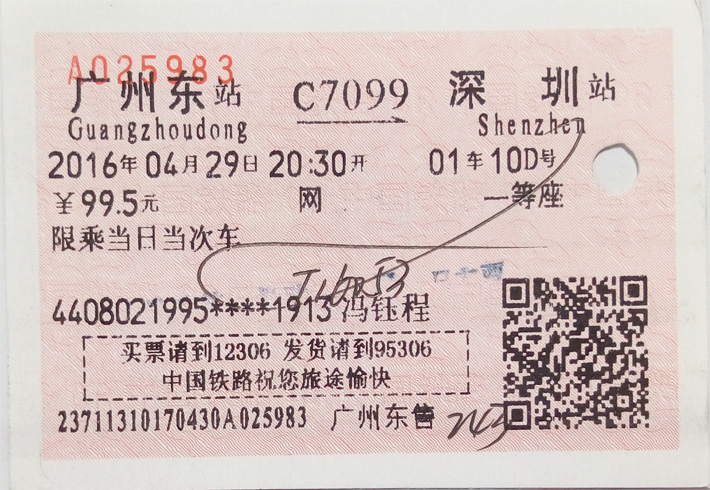 A025983
广州东站 C7099 深圳站
Guangzhoudong Shenzhen
2016年04月29日20:30开 01车10D号
￥99.5元 网 一等座
限乘当日当次车
4408021995****1913冯钰程
买票请到12306 发货请到95306
中国铁路祝您旅途愉快
23711310170430A025983 广州东售